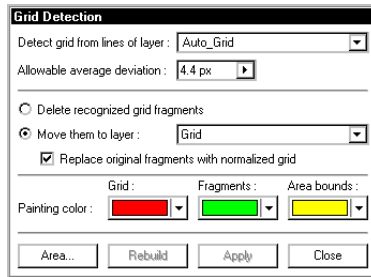 Grid Detection
Detect grid from lines of layer : Auto_Grid
Allowable average deviation : 4.4 px
Delete recognized grid fragments
Move them to layer : Grid
Replace original fragments with normalized grid
Grid : Fragments : Area bounds :
Painting color :
Area... Rebuild Apply Close